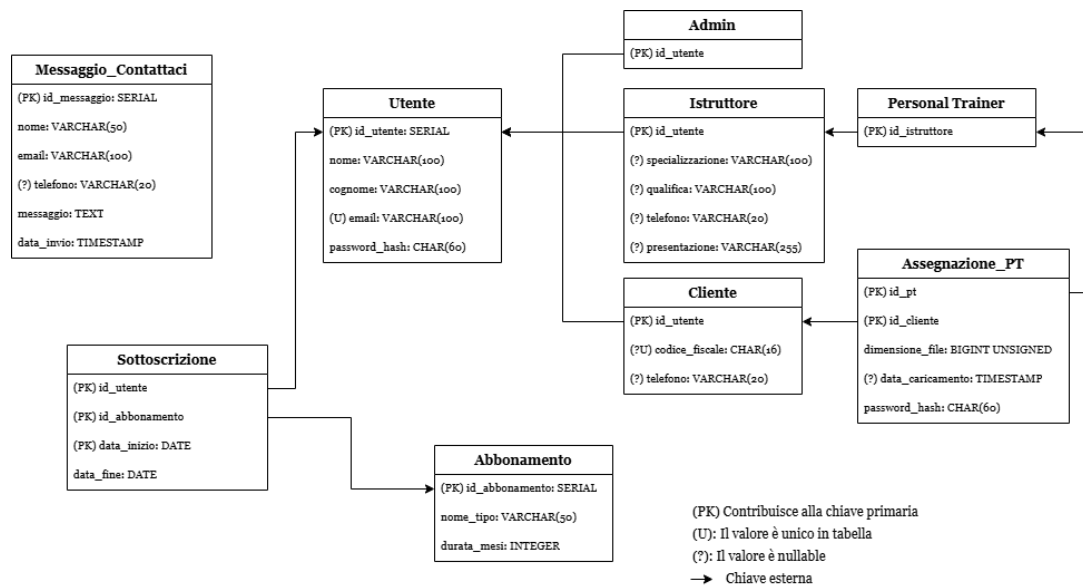 Admin
(PK) id_utente
Messaggio_Contattaci
(PK) id_messaggio: SERIAL
nome: VARCHAR(50)
email: VARCHAR(100)
(?) telefono: VARCHAR(20)
messaggio: TEXT
data_invio: TIMESTAMP
Utente
(PK) id_utente: SERIAL
nome: VARCHAR(100)
cognome: VARCHAR(100)
(U) email: VARCHAR(100)
password_hash: CHAR(60)
Istruttore
(PK) id_utente
(?) specializzazione: VARCHAR(100)
(?) qualifica: VARCHAR(100)
(?) telefono: VARCHAR(20)
(?) presentazione: VARCHAR(255)
Personal Trainer
(PK) id_istruttore
Assegnazione_PT
(PK) id_pt
(PK) id_cliente
dimensione_file: BIGINT UNSIGNED
(?) data_caricamento: TIMESTAMP
password_hash: CHAR(60)
Cliente
(PK) id_utente
(?U) codice_fiscale: CHAR(16)
(?) telefono: VARCHAR(20)
Sottoscrizione
(PK) id_utente
(PK) id_abbonamento
(PK) data_inizio: DATE
data_fine: DATE
Abbonamento
(PK) id_abbonamento: SERIAL
nome_tipo: VARCHAR(50)
durata_mesi: INTEGER
(PK) Contribuisce alla chiave primaria
(U): Il valore è unico in tabella
(?): Il valore è nullable
Chiave esterna